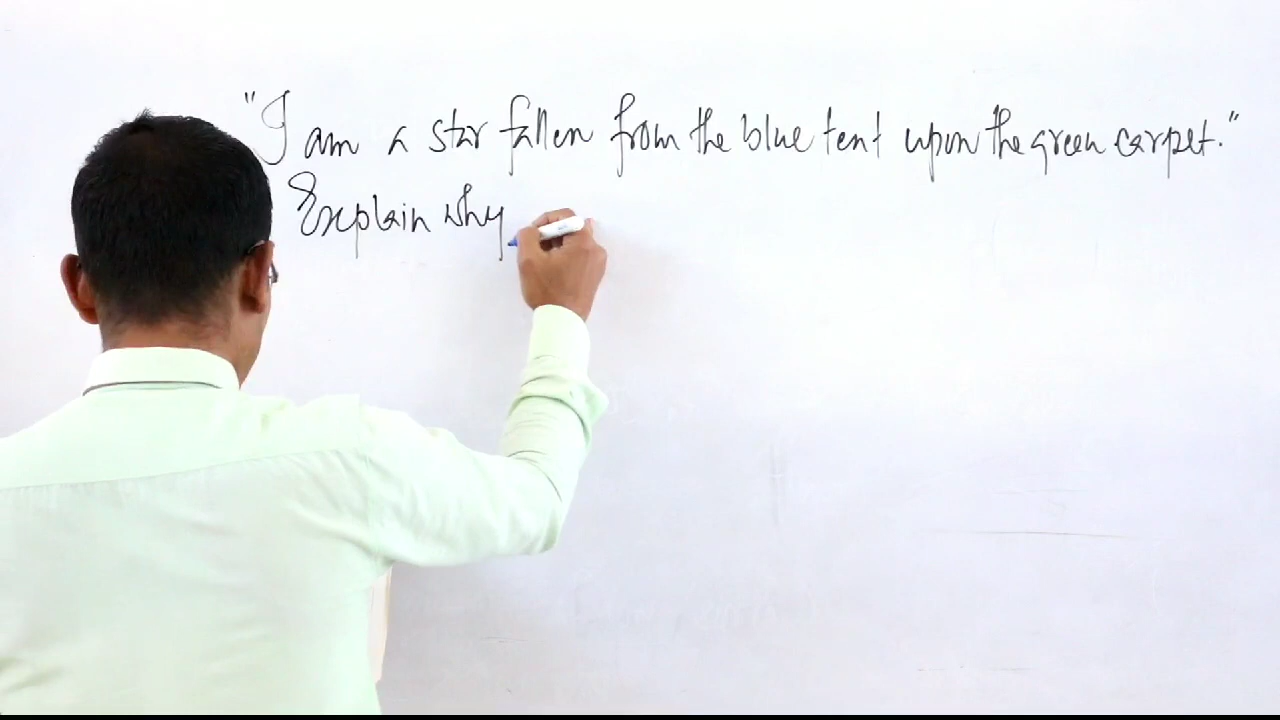 "I am a star fallen from the blue tent upon the green carpet."
Explain why